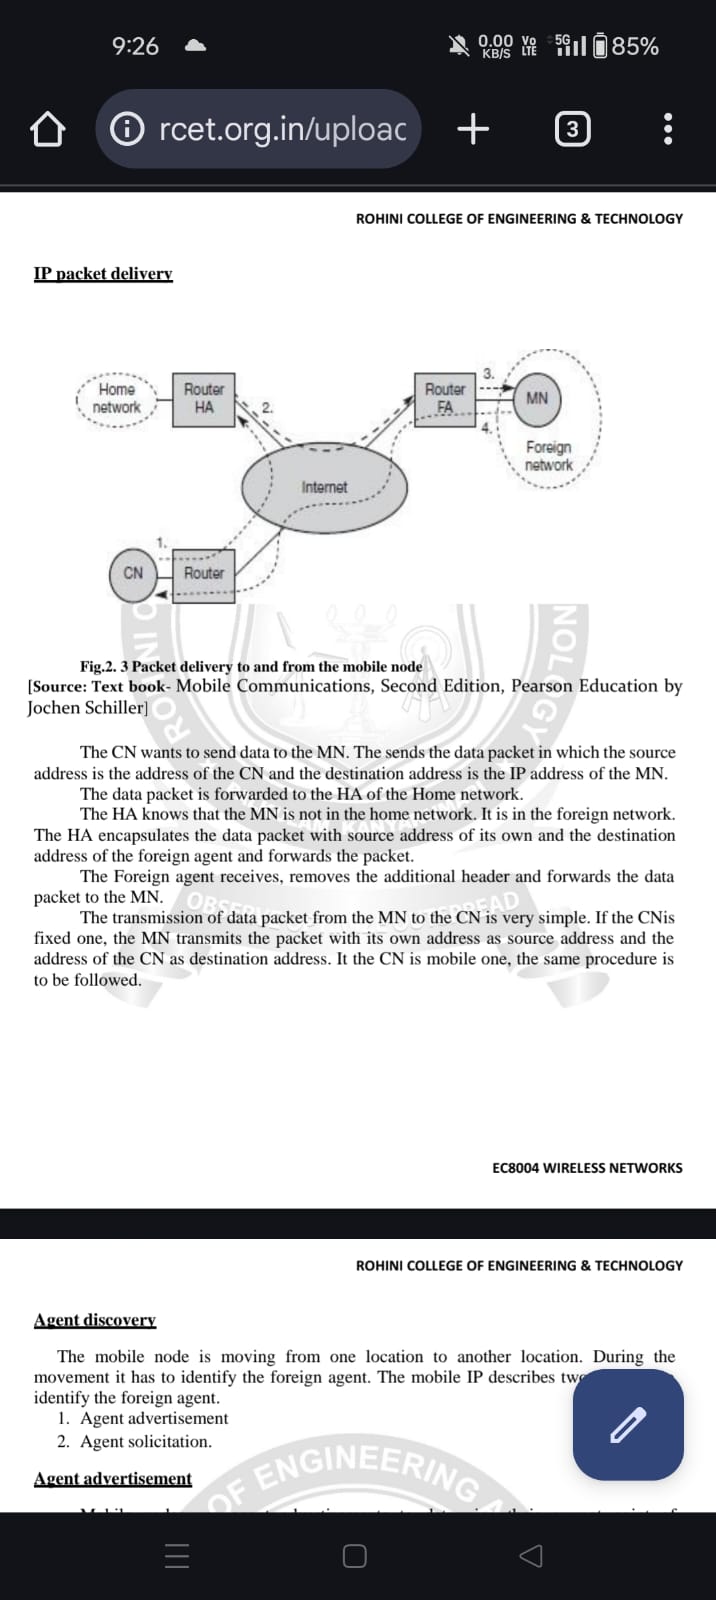 9:26
0.00 KB/S
Vo LTE
5G
85%
rcet.org.in/uploac
3
ROHINI COLLEGE OF ENGINEERING & TECHNOLOGY
IP packet delivery
Home network
Router HA
2.
Router FA
3.
MN
4.
Foreign network
Internet
1.
CN
Router
Fig.2. 3 Packet delivery to and from the mobile node
[Source: Text book- Mobile Communications, Second Edition, Pearson Education by
Jochen Schiller]
The CN wants to send data to the MN. The sends the data packet in which the source
address is the address of the CN and the destination address is the IP address of the MN.
The data packet is forwarded to the HA of the Home network.
The HA knows that the MN is not in the home network. It is in the foreign network.
The HA encapsulates the data packet with source address of its own and the destination
address of the foreign agent and forwards the packet.
The Foreign agent receives, removes the additional header and forwards the data
packet to the MN.
The transmission of data packet from the MN to the CN is very simple. If the CNis
fixed one, the MN transmits the packet with its own address as source address and the
address of the CN as destination address. It the CN is mobile one, the same procedure is
to be followed.
EC8004 WIRELESS NETWORKS
ROHINI COLLEGE OF ENGINEERING & TECHNOLOGY
Agent discovery
The mobile node is moving from one location to another location. During the
movement it has to identify the foreign agent. The mobile IP describes
identify the foreign agent.
1. Agent advertisement
2. Agent solicitation.
OF ENGINEERING
Agent advertisement